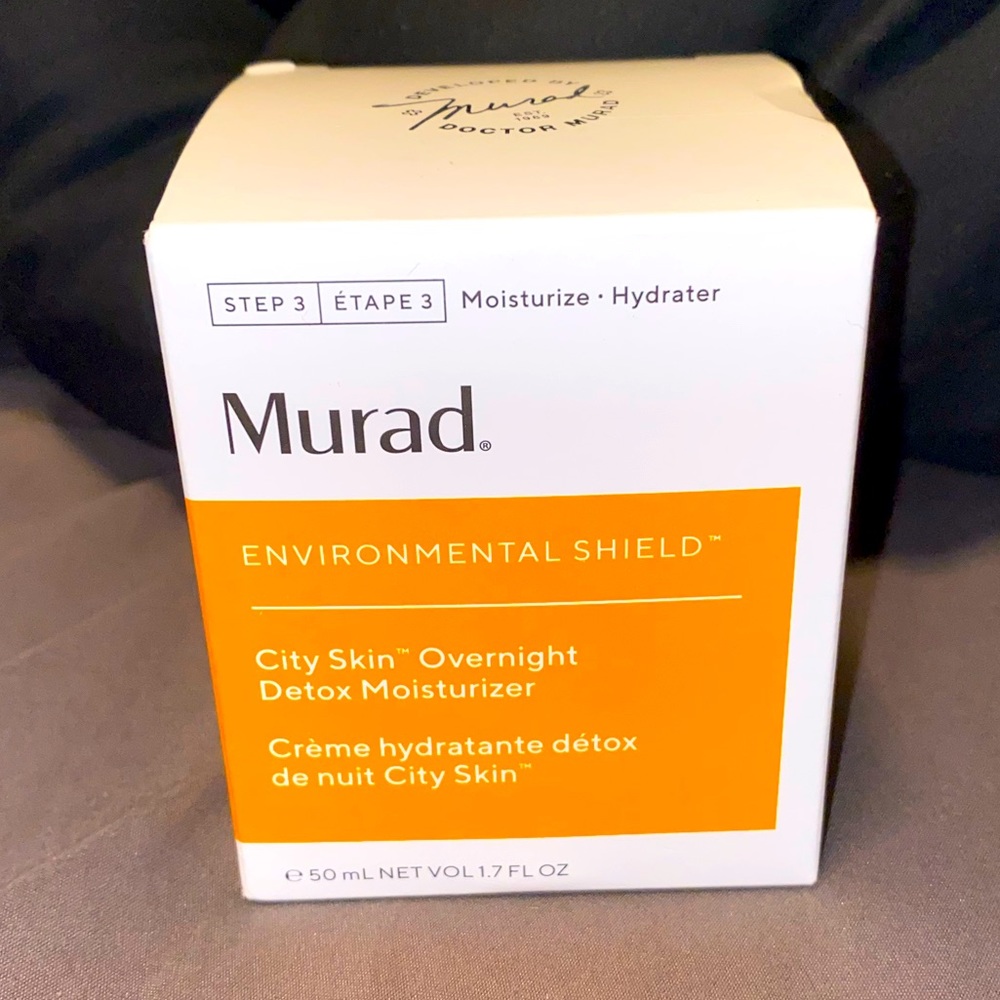 DEVELOPED BY
Murad
EST.
1989
DOCTOR MURAD
STEP 3 ÉTAPE 3 Moisturize · Hydrater
Murad®
ENVIRONMENTAL SHIELD™
City Skin™ Overnight
Detox Moisturizer
Crème hydratante détox
de nuit City Skin™
℮ 50 mL NET VOL 1.7 FL OZ